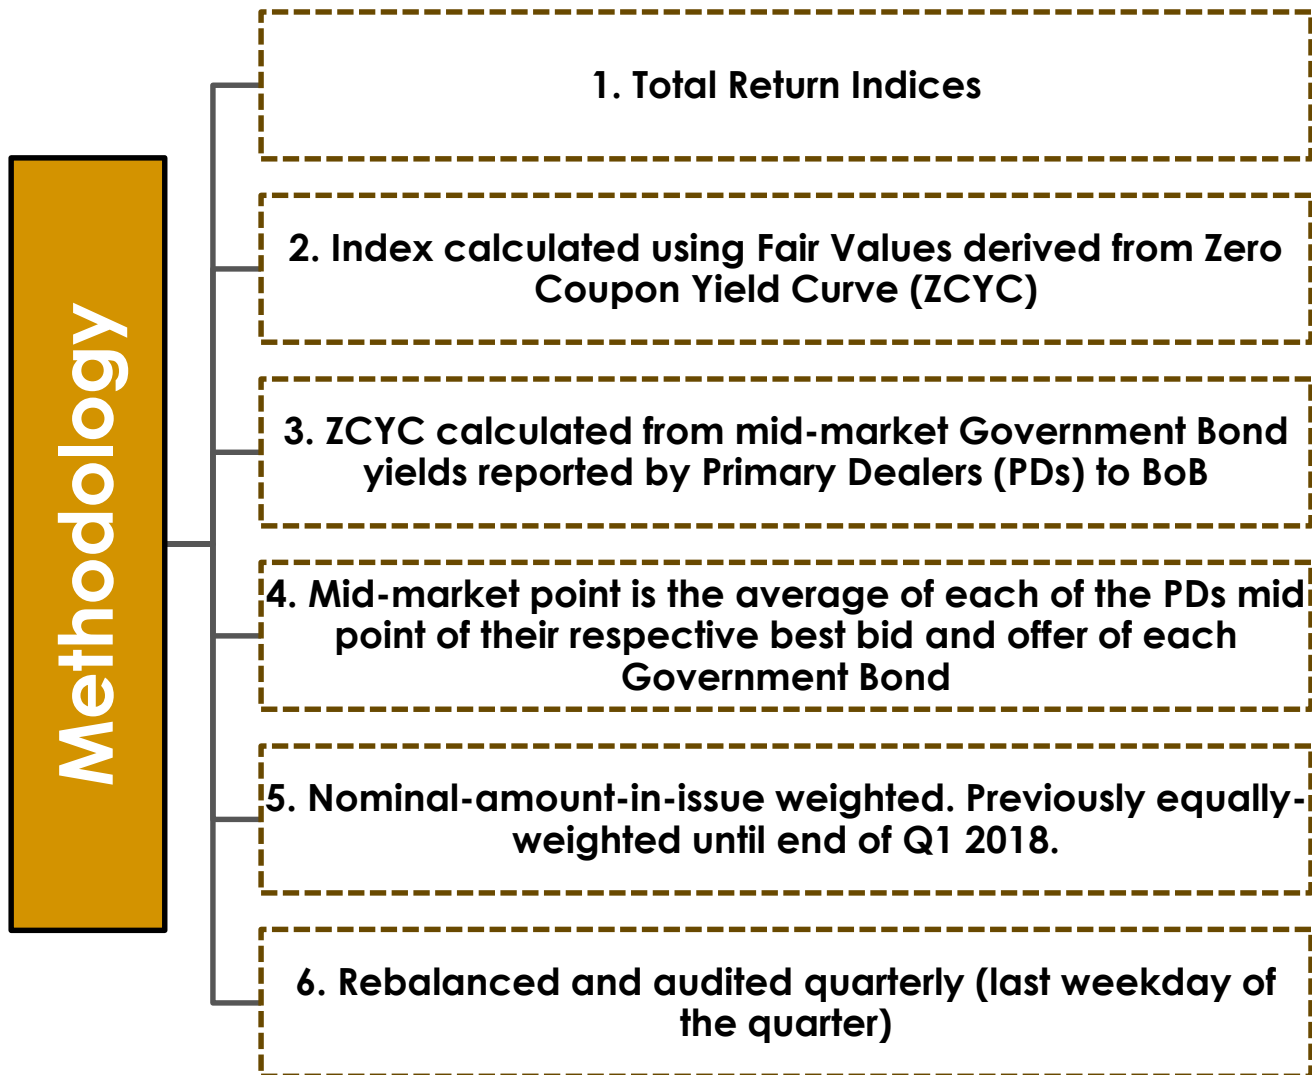 Methodology
1. Total Return Indices
2. Index calculated using Fair Values derived from Zero
Coupon Yield Curve (ZCYC)
3. ZCYC calculated from mid-market Government Bond
yields reported by Primary Dealers (PDs) to BoB
4. Mid-market point is the average of each of the PDs mid
point of their respective best bid and offer of each
Government Bond
5. Nominal-amount-in-issue weighted. Previously equally-
weighted until end of Q1 2018.
6. Rebalanced and audited quarterly (last weekday of
the quarter)